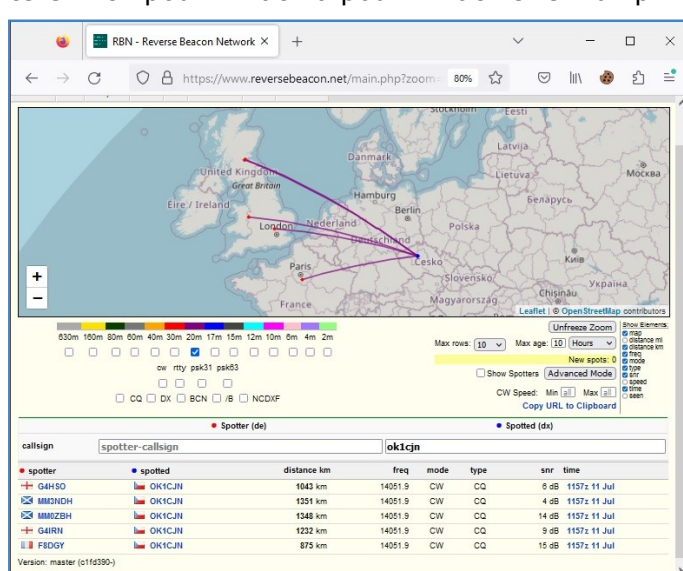 RBN - Reverse Beacon Network
https://www.reversebeacon.net/main.php?zoom=
80%
Stockholm
Eesti
Latvija
Danmark
Lietuva
Москва
United Kingdom
Great Britain
Hamburg
Беларусь
Éire / Ireland
Berlin
London
Nederland
Polska
Deutschland
Paris
Česko
Київ
Slovensko
Україна
Chișinău
France
Magyarország
+
−
Leaflet | © OpenStreetMap contributors
630m 160m 80m 60m 40m 30m 20m 17m 15m 12m 10m 6m 4m 2m
cw rtty psk31 psk63
CQ DX BCN /B NCDXF
Unfreeze Zoom
Max rows: 10 Max age: 10 Hours
New spots: 0
Show Spotters Advanced Mode
CW Speed: Min all Max all
Copy URL to Clipboard
Show Elements:
map
distance mi
distance km
freq
mode
type
snr
speed
time
seen
Spotter (de) Spotted (dx)
callsign spotter-callsign ok1cjn
spotter spotted distance km freq mode type snr time
G4HSO OK1CJN 1043 km 14051.9 CW CQ 6 dB 1157z 11 Jul
MM3NDH OK1CJN 1351 km 14051.9 CW CQ 4 dB 1157z 11 Jul
MM0ZBH OK1CJN 1348 km 14051.9 CW CQ 14 dB 1157z 11 Jul
G4IRN OK1CJN 1232 km 14051.9 CW CQ 9 dB 1157z 11 Jul
F8DGY OK1CJN 875 km 14051.9 CW CQ 15 dB 1157z 11 Jul
Version: master (c1fd390-)